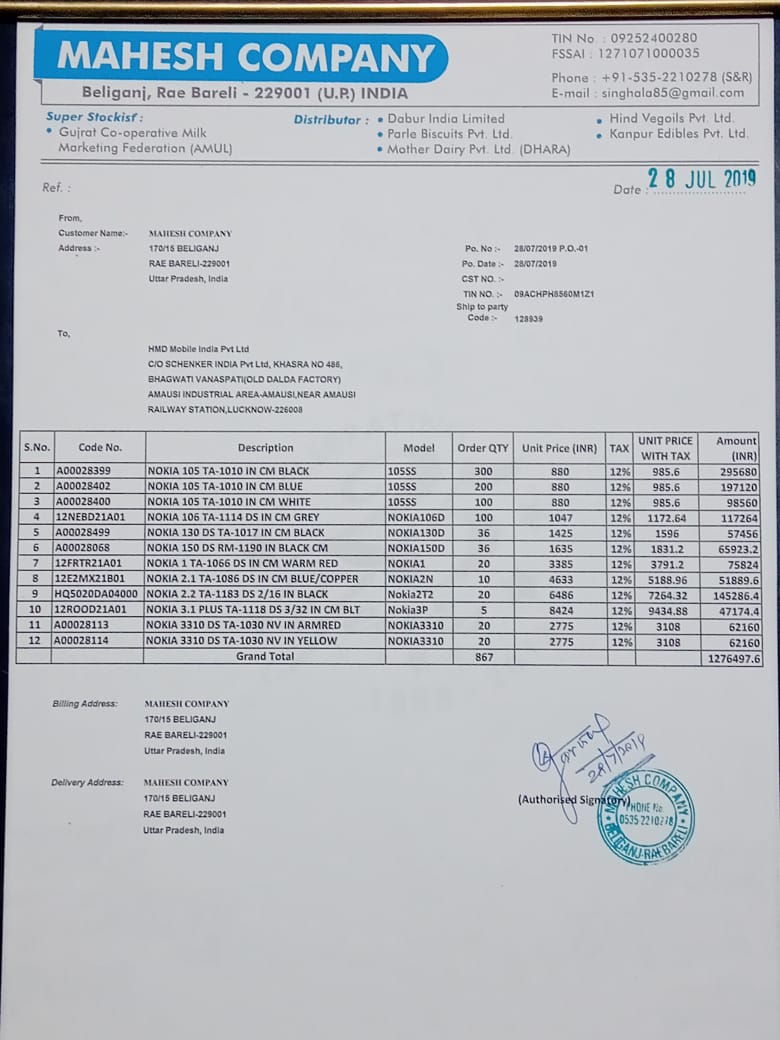 MAHESH COMPANY
Beliganj, Rae Bareli - 229001 (U.P.) INDIA
TIN No. : 09252400280
FSSAI : 1271071000035
Phone : +91-535-2210278 (S&R)
E-mail : singhala85@gmail.com
Super Stockist :
• Gujrat Co-operative Milk
Marketing Federation (AMUL)
Distributor : • Dabur India Limited
• Parle Biscuits Pvt. Ltd.
• Mother Dairy Pvt. Ltd. (DHARA)
• Hind Vegoils Pvt. Ltd.
• Kanpur Edibles Pvt. Ltd.
Ref. :
Date : 28 JUL 2019
From,
Customer Name:- MAHESH COMPANY
Address :- 170/15 BELIGANJ
RAE BARELI-229001
Uttar Pradesh, India
Po. No :- 28/07/2019 P.O.-01
Po. Date :- 28/07/2019
CST NO. :-
TIN NO. :- 09ACHPH8560M1Z1
Ship to party
Code :- 128939
To,
HMD Mobile India Pvt Ltd
C/O SCHENKER INDIA Pvt Ltd, KHASRA NO 486,
BHAGWATI VANASPATI(OLD DALDA FACTORY)
AMAUSI INDUSTRIAL AREA-AMAUSI,NEAR AMAUSI
RAILWAY STATION,LUCKNOW-226008
S.No. Code No. Description Model Order QTY Unit Price (INR) TAX UNIT PRICE WITH TAX Amount (INR)
1 A00028399 NOKIA 105 TA-1010 IN CM BLACK 105SS 300 880 12% 985.6 295680
2 A00028402 NOKIA 105 TA-1010 IN CM BLUE 105SS 200 880 12% 985.6 197120
3 A00028400 NOKIA 105 TA-1010 IN CM WHITE 105SS 100 880 12% 985.6 98560
4 12NEBD21A01 NOKIA 106 TA-1114 DS IN CM GREY NOKIA106D 100 1047 12% 1172.64 117264
5 A00028499 NOKIA 130 DS TA-1017 IN CM BLACK NOKIA130D 36 1425 12% 1596 57456
6 A00028068 NOKIA 150 DS RM-1190 IN BLACK CM NOKIA150D 36 1635 12% 1831.2 65923.2
7 12FRTR21A01 NOKIA 1 TA-1066 DS IN CM WARM RED NOKIA1 20 3385 12% 3791.2 75824
8 12E2MX21B01 NOKIA 2.1 TA-1086 DS IN CM BLUE/COPPER NOKIA2N 10 4633 12% 5188.96 51889.6
9 HQ5020DA04000 NOKIA 2.2 TA-1183 DS 2/16 IN BLACK Nokia2T2 20 6486 12% 7264.32 145286.4
10 12ROOD21A01 NOKIA 3.1 PLUS TA-1118 DS 3/32 IN CM BLT Nokia3P 5 8424 12% 9434.88 47174.4
11 A00028113 NOKIA 3310 DS TA-1030 NV IN ARMRED NOKIA3310 20 2775 12% 3108 62160
12 A00028114 NOKIA 3310 DS TA-1030 NV IN YELLOW NOKIA3310 20 2775 12% 3108 62160
Grand Total 867 1276497.6
Billing Address: MAHESH COMPANY
170/15 BELIGANJ
RAE BARELI-229001
Uttar Pradesh, India
Delivery Address: MAHESH COMPANY
170/15 BELIGANJ
RAE BARELI-229001
Uttar Pradesh, India
28/7/2019
(Authorised Signatory)
MAHESH COMPANY
PHONE No.
0535-2210278
BELIGANJ-RAE BARELI